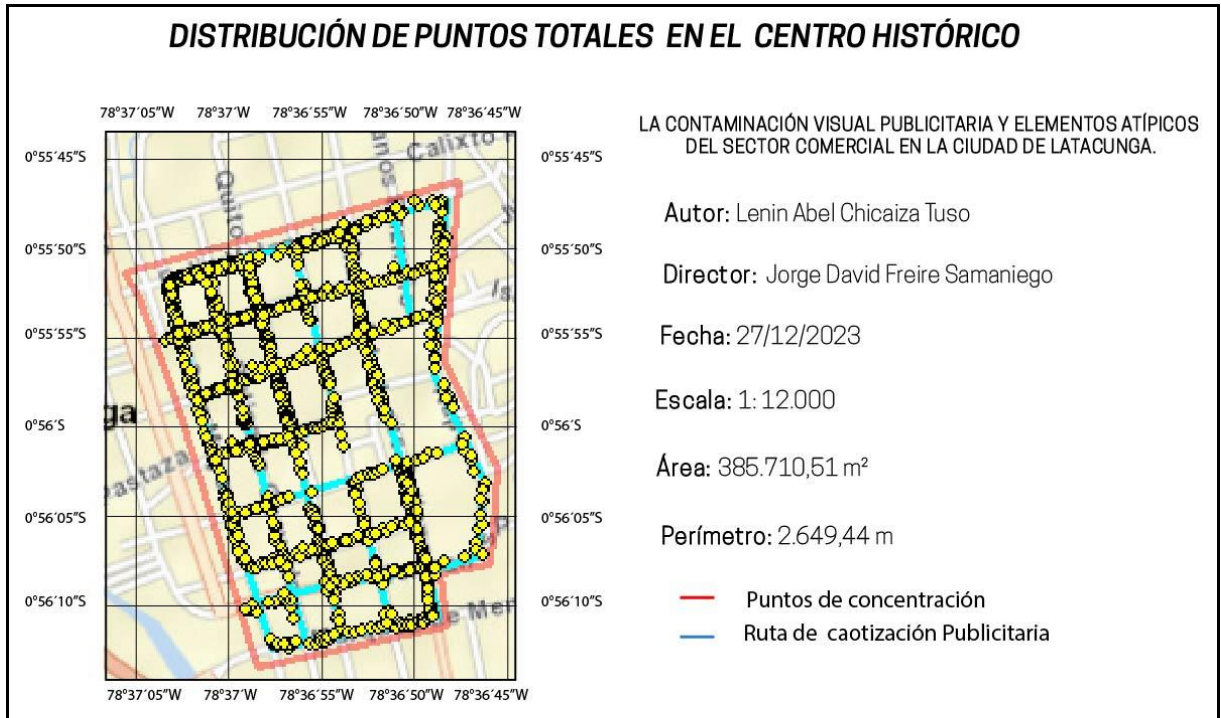 DISTRIBUCIÓN DE PUNTOS TOTALES EN EL CENTRO HISTÓRICO
78°37´05"W 78°37´W 78°36´55"W 78°36´50"W 78°36´45"W
0°55´45"S 0°55´45"S
0°55´50"S 0°55´50"S
0°55´55"S 0°55´55"S
0°56´S 0°56´S
0°56´05"S 0°56´05"S
0°56´10"S 0°56´10"S
78°37´05"W 78°37´W 78°36´55"W 78°36´50"W 78°36´45"W
Calixto
Quito
anos
ga
astaza
LA CONTAMINACIÓN VISUAL PUBLICITARIA Y ELEMENTOS ATÍPICOS
DEL SECTOR COMERCIAL EN LA CIUDAD DE LATACUNGA.
Autor: Lenin Abel Chicaiza Tuso
Director: Jorge David Freire Samaniego
Fecha: 27/12/2023
Escala: 1: 12.000
Área: 385.710,51 m²
Perímetro: 2.649,44 m
Puntos de concentración
Ruta de caotización Publicitaria